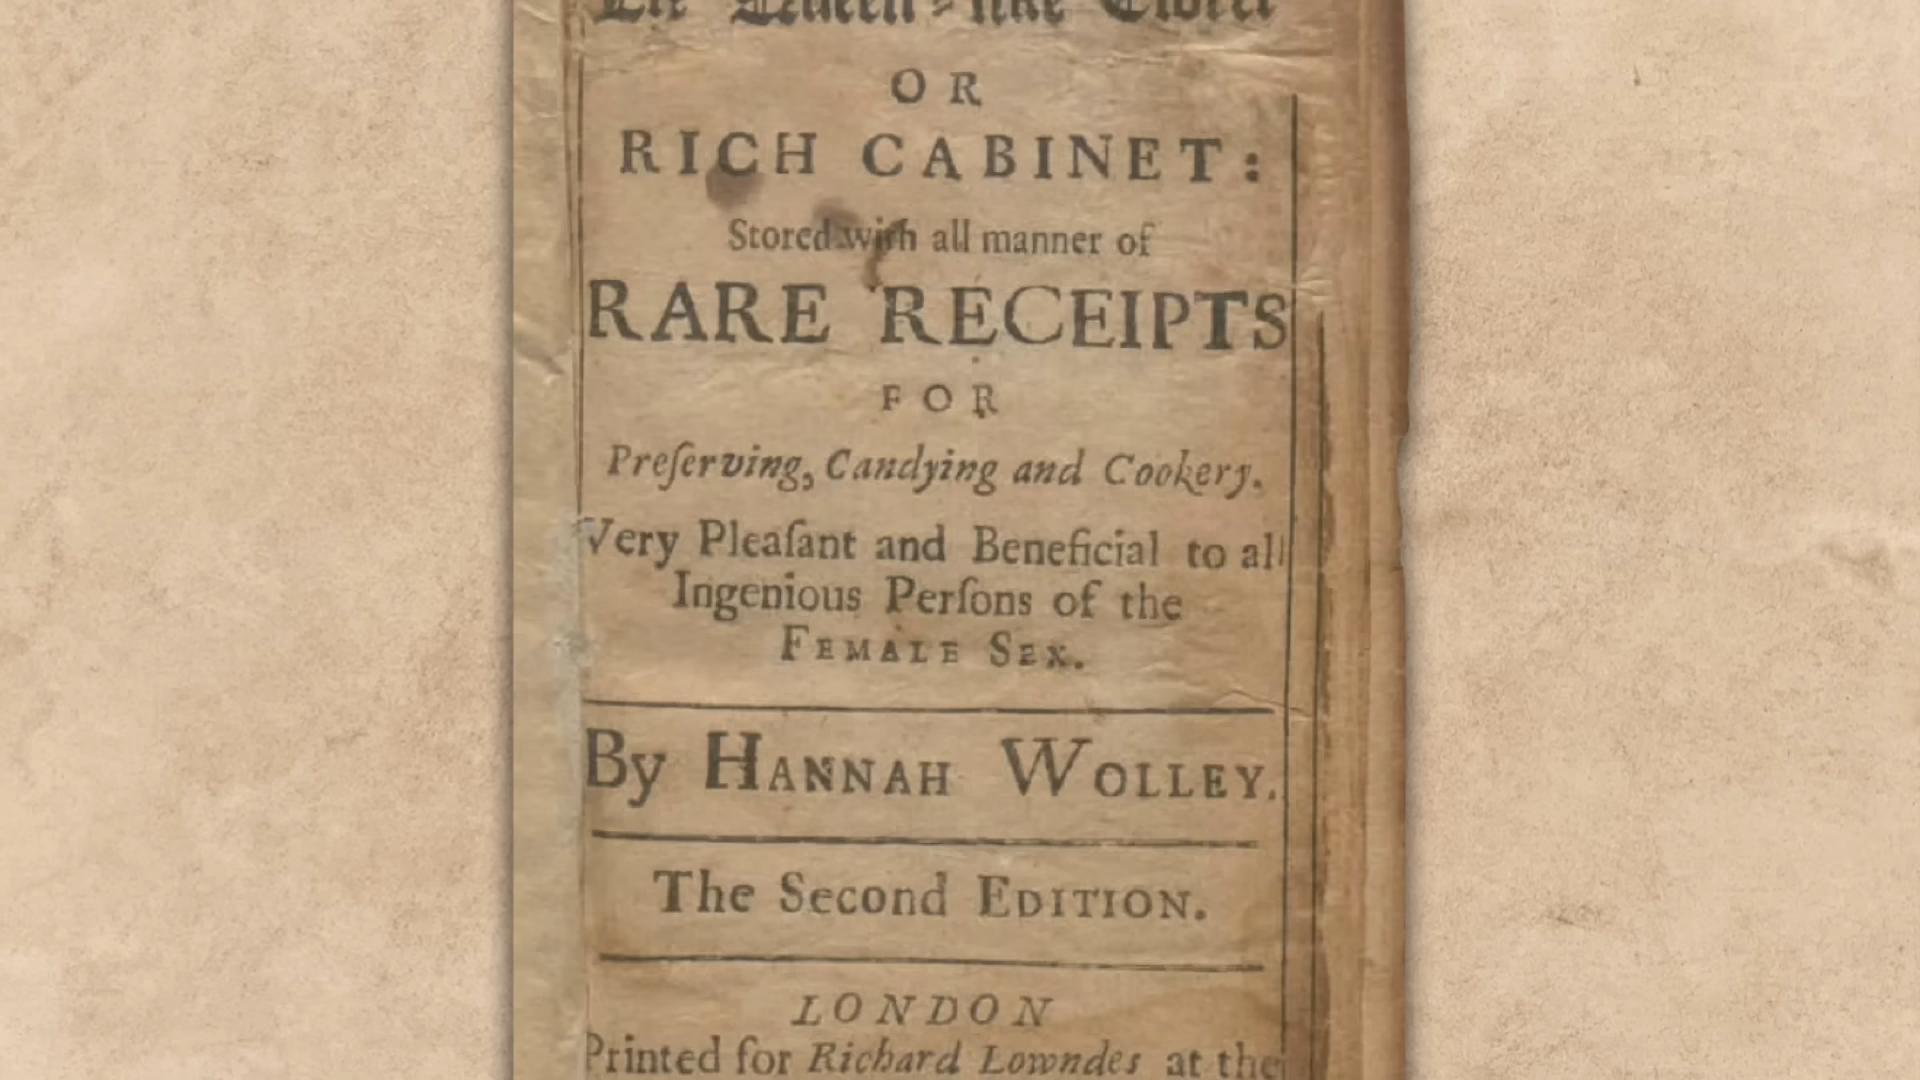 OR
RICH CABINET:
Stored with all manner of
RARE RECEIPTS
FOR
Preſerving, Candying and Cookery.
Very Pleaſant and Beneficial to all
Ingenious Perſons of the
FEMALE SEX.
By HANNAH WOLLEY.
The Second EDITION.
LONDON
Printed for Richard Lowndes at the